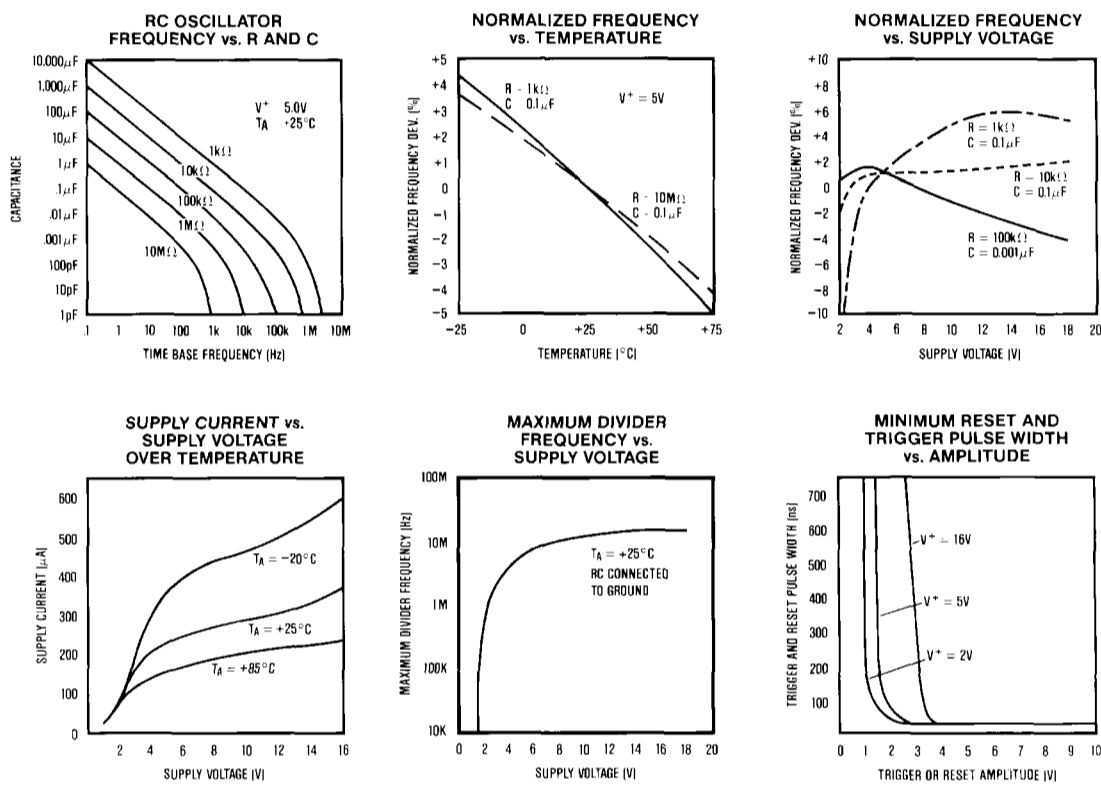 RC OSCILLATOR
FREQUENCY vs. R AND C
10.000µF
1.000µF
100µF
10µF
1µF
.1µF
.01µF
.001µF
100pF
10pF
1pF
CAPACITANCE
V⁺ 5.0V
TA +25°C
1kΩ
10kΩ
100kΩ
1MΩ
10MΩ
.1 1 10 100 1k 10k 100k 1M 10M
TIME BASE FREQUENCY (Hz)
NORMALIZED FREQUENCY
vs. TEMPERATURE
+5
+4
+3
+2
+1
0
−1
−2
−3
−4
−5
NORMALIZED FREQUENCY DEV. (%)
R - 1kΩ
C 0.1µF
V⁺ = 5V
R - 10MΩ
C - 0.1µF
−25 0 +25 +50 +75
TEMPERATURE (°C)
NORMALIZED FREQUENCY
vs. SUPPLY VOLTAGE
+10
+8
+6
+4
+2
0
−2
−4
−6
−8
−10
NORMALIZED FREQUENCY DEV. (%)
R = 1kΩ
C = 0.1µF
R - 10kΩ
C = 0.1µF
R = 100kΩ
C = 0.001µF
2 4 6 8 10 12 14 16 18 20
SUPPLY VOLTAGE (V)
SUPPLY CURRENT vs.
SUPPLY VOLTAGE
OVER TEMPERATURE
600
500
400
300
200
100
0
SUPPLY CURRENT (µA)
TA = −20°C
TA = +25°C
TA = +85°C
2 4 6 8 10 12 14 16
SUPPLY VOLTAGE (V)
MAXIMUM DIVIDER
FREQUENCY vs.
SUPPLY VOLTAGE
100M
10M
1M
100K
10K
MAXIMUM DIVIDER FREQUENCY (Hz)
TA = +25°C
RC CONNECTED
TO GROUND
0 2 4 6 8 10 12 14 16 18 20
SUPPLY VOLTAGE (V)
MINIMUM RESET AND
TRIGGER PULSE WIDTH
vs. AMPLITUDE
700
600
500
400
300
200
100
TRIGGER AND RESET PULSE WIDTH (ns)
V⁺ = 16V
V⁺ = 5V
V⁺ = 2V
0 1 2 3 4 5 6 7 8 9 10
TRIGGER OR RESET AMPLITUDE (V)